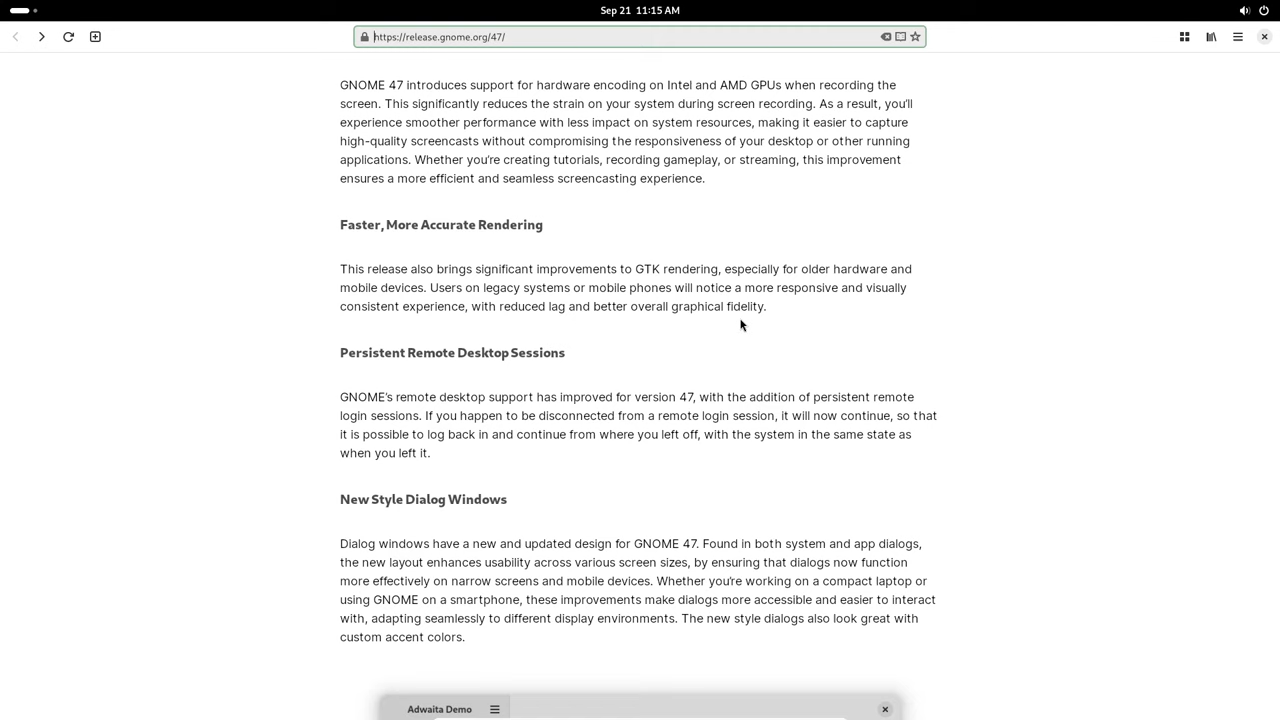 Sep 21 11:15 AM
https://release.gnome.org/47/
GNOME 47 introduces support for hardware encoding on Intel and AMD GPUs when recording the
screen. This significantly reduces the strain on your system during screen recording. As a result, you’ll
experience smoother performance with less impact on system resources, making it easier to capture
high-quality screencasts without compromising the responsiveness of your desktop or other running
applications. Whether you’re creating tutorials, recording gameplay, or streaming, this improvement
ensures a more efficient and seamless screencasting experience.
Faster, More Accurate Rendering
This release also brings significant improvements to GTK rendering, especially for older hardware and
mobile devices. Users on legacy systems or mobile phones will notice a more responsive and visually
consistent experience, with reduced lag and better overall graphical fidelity.
Persistent Remote Desktop Sessions
GNOME’s remote desktop support has improved for version 47, with the addition of persistent remote
login sessions. If you happen to be disconnected from a remote login session, it will now continue, so that
it is possible to log back in and continue from where you left off, with the system in the same state as
when you left it.
New Style Dialog Windows
Dialog windows have a new and updated design for GNOME 47. Found in both system and app dialogs,
the new layout enhances usability across various screen sizes, by ensuring that dialogs now function
more effectively on narrow screens and mobile devices. Whether you’re working on a compact laptop or
using GNOME on a smartphone, these improvements make dialogs more accessible and easier to interact
with, adapting seamlessly to different display environments. The new style dialogs also look great with
custom accent colors.
Adwaita Demo